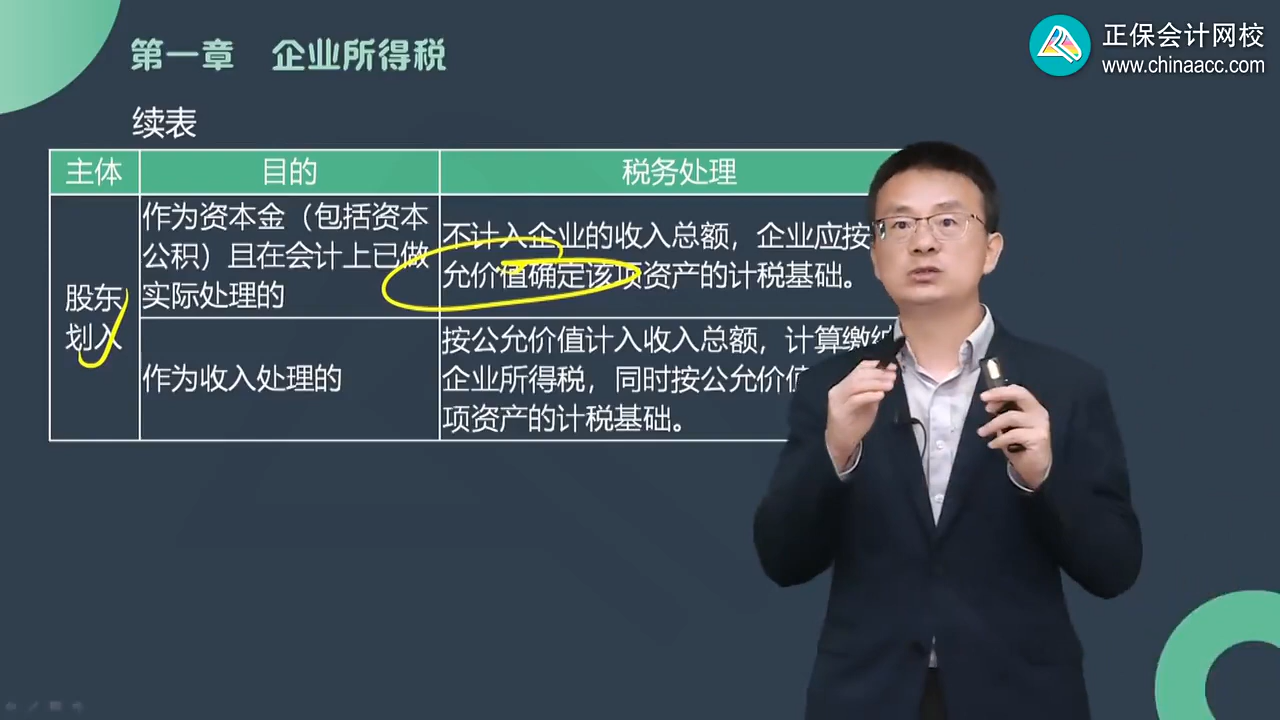 第一章 企业所得税
正保会计网校
www.chinaacc.com
续表
主体 目的 税务处理
股东
划入
作为资本金（包括资本
公积）且在会计上已做
实际处理的
不计入企业的收入总额，企业应按
允价值确定该项资产的计税基础。
作为收入处理的
按公允价值计入收入总额，计算缴纳
企业所得税，同时按公允价值
项资产的计税基础。